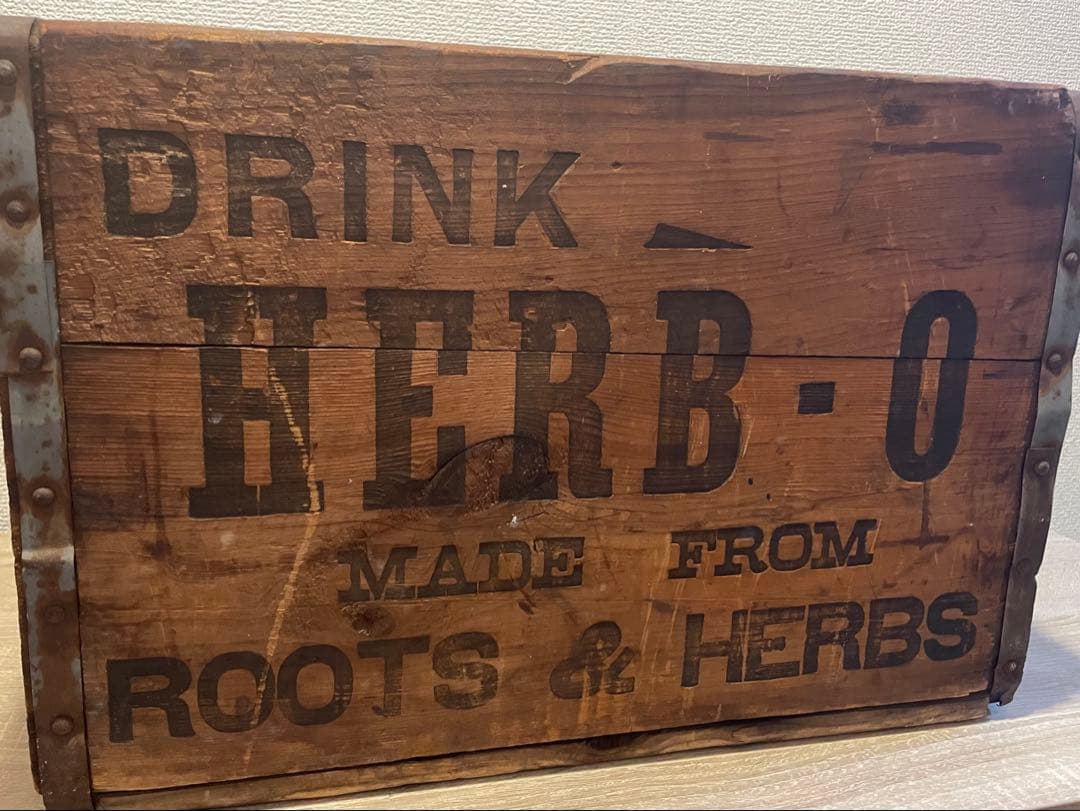 DRINK
HERB-O
MADE FROM
ROOTS & HERBS